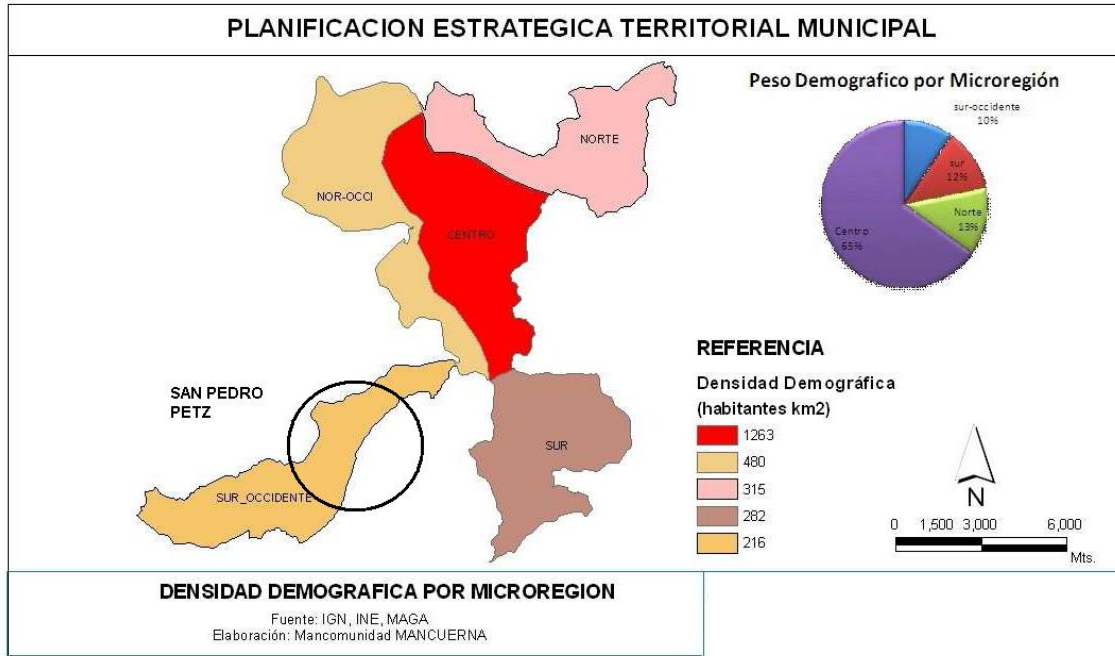 PLANIFICACION ESTRATEGICA TERRITORIAL MUNICIPAL
Peso Demografico por Microregión
sur-occidente
10%
sur
12%
Norte
13%
Centro
65%
NORTE
NOR-OCCI
CENTRO
SAN PEDRO
PETZ
SUR
SUR_OCCIDENTE
REFERENCIA
Densidad Demográfica
(habitantes km2)
1263
480
315
282
216
N
0 1,500 3,000 6,000
Mts.
DENSIDAD DEMOGRAFICA POR MICROREGION
Fuente: IGN, INE, MAGA
Elaboración: Mancomunidad MANCUERNA